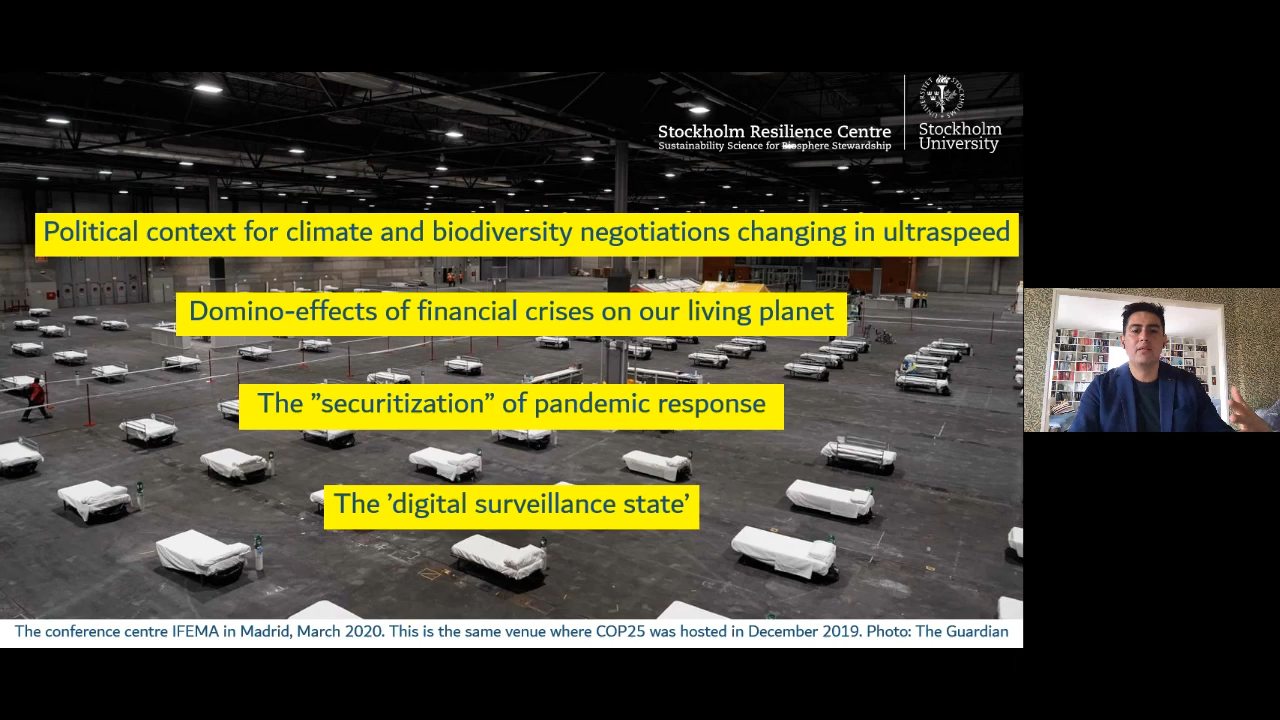 Stockholm Resilience Centre
Sustainability Science for Biosphere Stewardship
Stockholm
University
Political context for climate and biodiversity negotiations changing in ultraspeed
Domino-effects of financial crises on our living planet
The ”securitization” of pandemic response
The ’digital surveillance state’
The conference centre IFEMA in Madrid, March 2020. This is the same venue where COP25 was hosted in December 2019. Photo: The Guardian